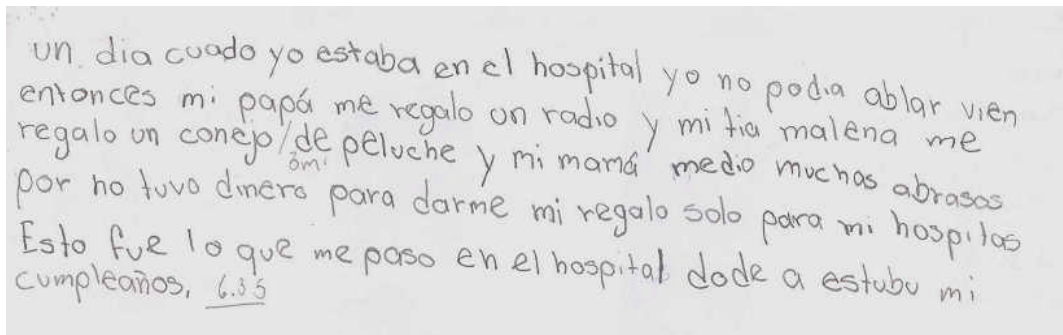 un dia cuado yo estaba en el hospital yo no podia ablar vien
entonces mi papá me regalo un radio y mi tia malena me
regalo un conejo/de peluche y mi mamá medio muchos abrasos
por no tuvo dinero para darme mi regalo solo para mi hospilas
Esto fue lo que me paso en el hospital dode a estubu mi
cumpleaños, 6.35